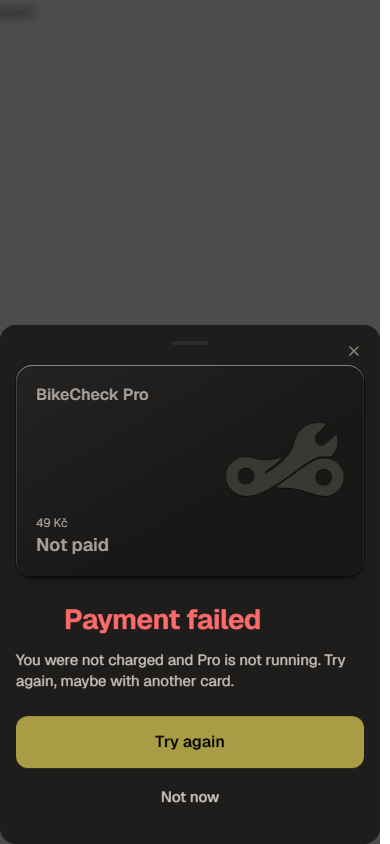 BikeCheck Pro
49 Kč
Not paid
Payment failed
You were not charged and Pro is not running. Try
again, maybe with another card.
Try again
Not now